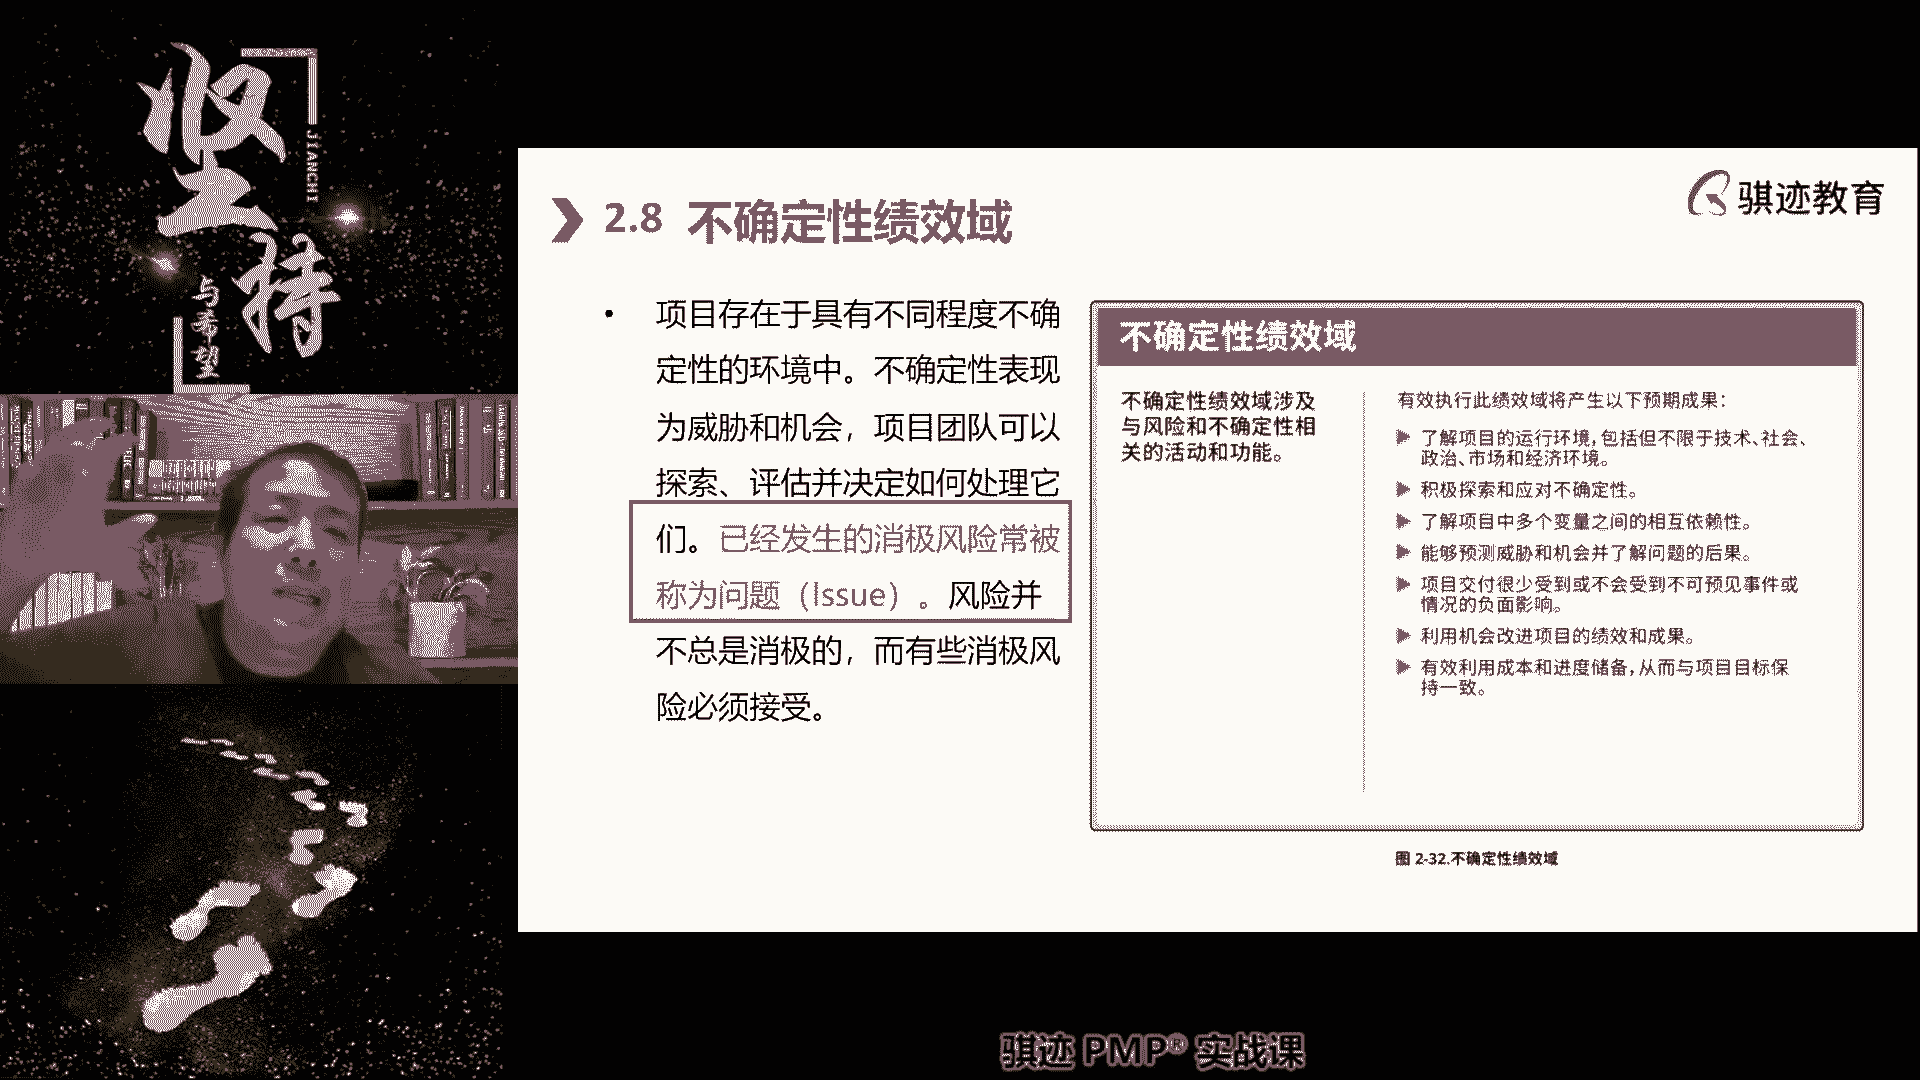 坚
持
JIANCHI
与希望
2.8 不确定性绩效域
骐迹教育
• 项目存在于具有不同程度不确
定性的环境中。不确定性表现
为威胁和机会，项目团队可以
探索、评估并决定如何处理它
们。已经发生的消极风险常被
称为问题（Issue）。风险并
不总是消极的，而有些消极风
险必须接受。
不确定性绩效域
不确定性绩效域涉及
与风险和不确定性相
关的活动和功能。
有效执行此绩效域将产生以下预期成果：
了解项目的运行环境，包括但不限于技术、社会、
政治、市场和经济环境。
积极探索和应对不确定性。
了解项目中多个变量之间的相互依赖性。
能够预测威胁和机会并了解问题的后果。
项目交付很少受到或不会受到不可预见事件或
情况的负面影响。
利用机会改进项目的绩效和成果。
有效利用成本和进度储备，从而与项目目标保
持一致。
图 2-32.不确定性绩效域
骐迹 PMP® 实战课